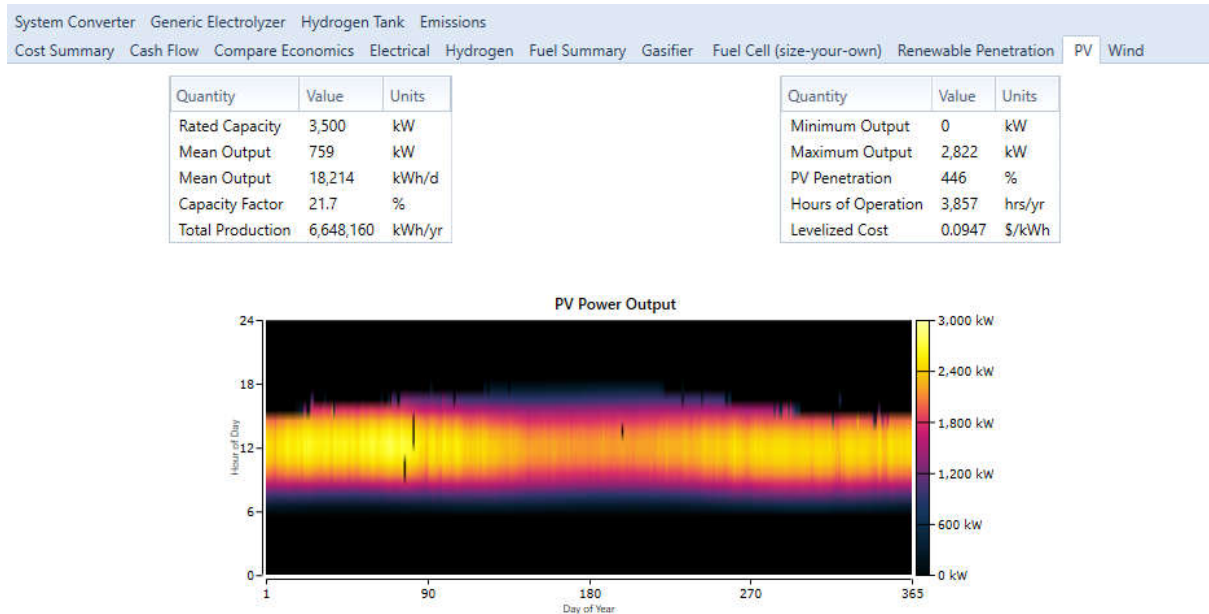 System Converter Generic Electrolyzer Hydrogen Tank Emissions
Cost Summary Cash Flow Compare Economics Electrical Hydrogen Fuel Summary Gasifier Fuel Cell (size-your-own) Renewable Penetration PV Wind
Quantity Value Units
Rated Capacity 3,500 kW
Mean Output 759 kW
Mean Output 18,214 kWh/d
Capacity Factor 21.7 %
Total Production 6,648,160 kWh/yr
Quantity Value Units
Minimum Output 0 kW
Maximum Output 2,822 kW
PV Penetration 446 %
Hours of Operation 3,857 hrs/yr
Levelized Cost 0.0947 $/kWh
PV Power Output
24
18
12
6
0
Hour of Day
1 90 180 270 365
Day of Year
3,000 kW
2,400 kW
1,800 kW
1,200 kW
600 kW
0 kW